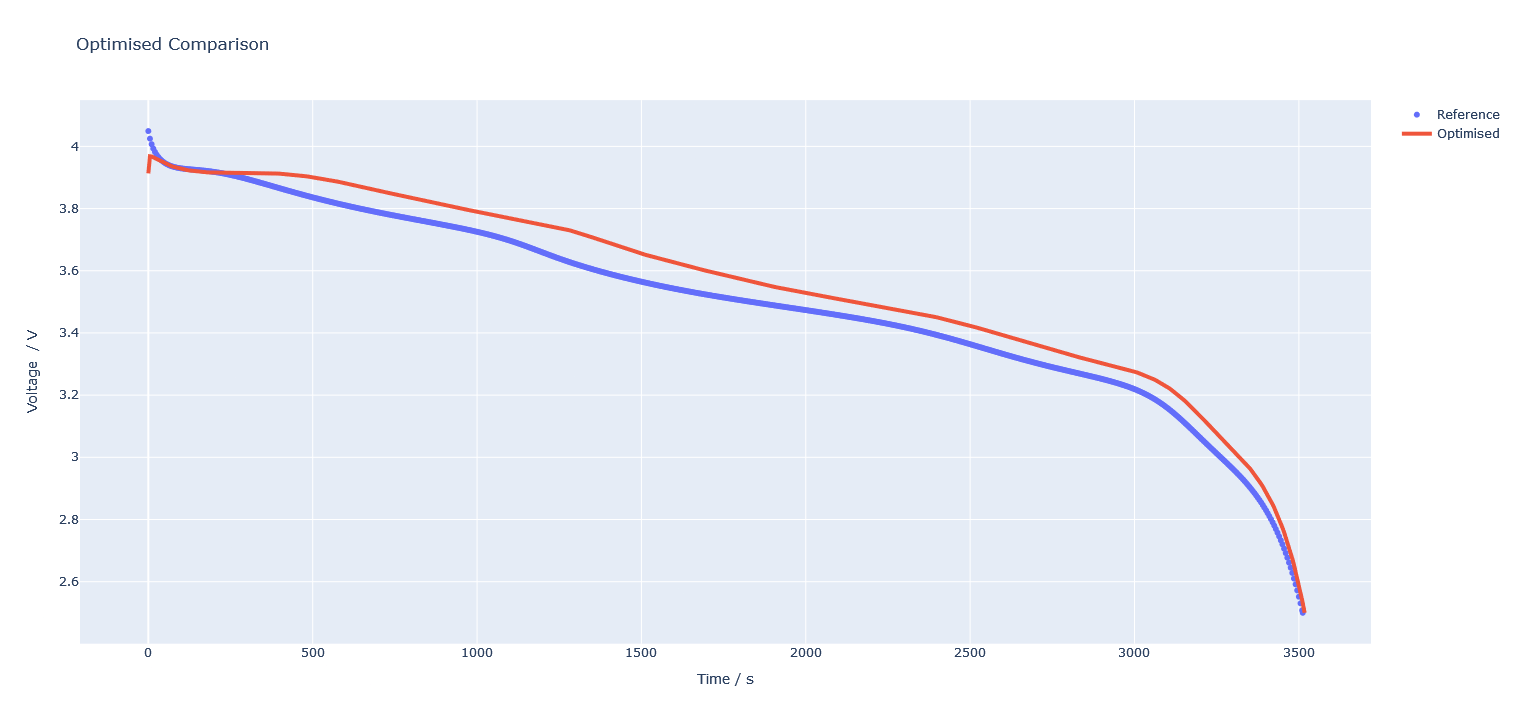 Optimised Comparison
Reference
Optimised
4
3.8
3.6
3.4
3.2
3
2.8
2.6
Voltage / V
0 500 1000 1500 2000 2500 3000 3500
Time / s